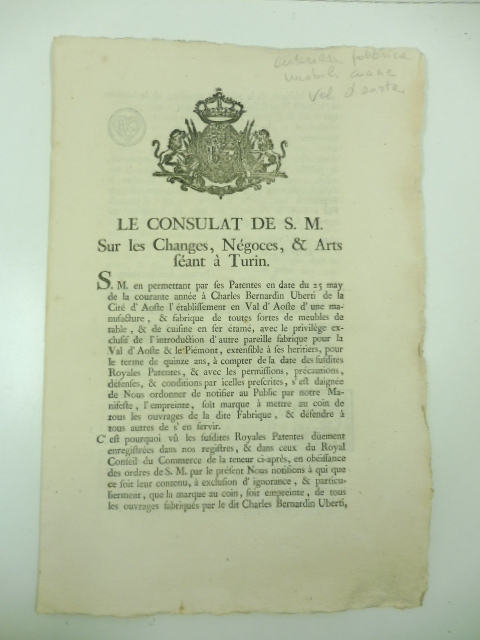 fabbrica
mobili
Val d'Aosta
LE CONSULAT DE S. M.
Sur les Changes, Négoces, & Arts
séant à Turin.
S. M. en permettant par ses Patentes en date du 25 may
de la courante année à Charles Bernardin Uberti de la
Cité d'Aoste l'établissement en Val d'Aoste d'une ma-
nufacture, & fabrique de toutes sortes de meubles de
table, & de cuisine en fer étamé, avec le privilége ex-
clusif de l'introduction d'autre pareille fabrique pour la
Val d'Aoste & le Piémont, extensible à ses heritiers, pour
le terme de quinze ans, à compter de la date des susdites
Royales Patentes, & avec les permissions, précautions,
défenses, & conditions par icelles prescrites, s'est daignée
de Nous ordonner de notifier au Public par notre Ma-
nifeste, l'empreinte, soit marque à mettre au coin de
tous les ouvrages de la dite Fabrique, & défendre à
tous autres de s'en servir.
C'est pourquoi vû les susdites Royales Patentes dûement
enregistrées dans nos registres, & dans ceux du Royal
Conseil du Commerce de la teneur ci-après, en obéissance
des ordres de S. M. par le présent Nous notifions à qui que
ce soit leur contenu, à exclusion d'ignorance, & particu-
lierment, que la marque au coin, soit empreinte, de tous
les ouvrages fabriqués par le dit Charles Bernardin Uberti,